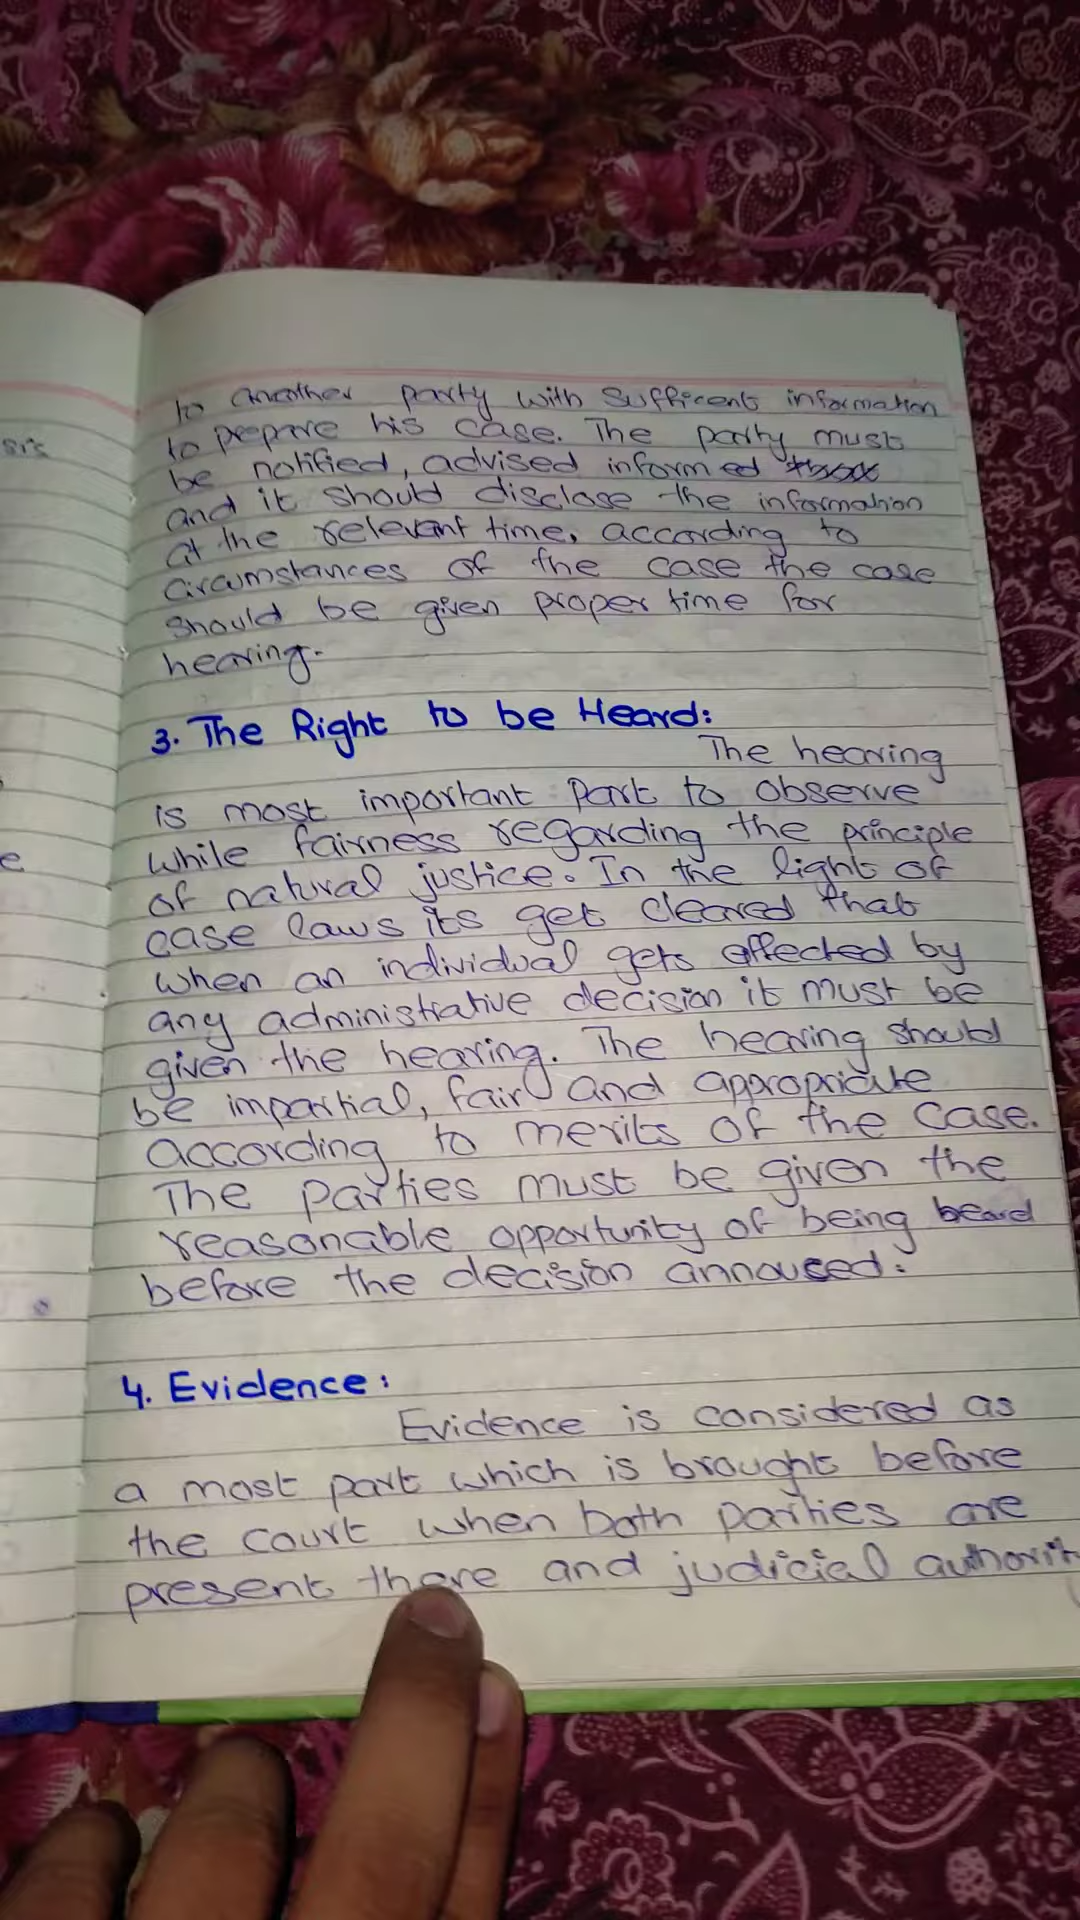 to another party with sufficent information
to prepare his case. The party must
be notified, advised informed
and it should disclose the information
at the relevant time, according to
circumstances of the case the case
should be given proper time for
hearing.
3. The Right to be Heard:
The hearing
is most important part to observe
while fairness regarding the principle
of natural justice. In the light of
case laws its get cleared that
when an individual gets affected by
any administrative decision it must be
given the hearing. The hearing should
be impartial, fair and appropriate
according to merits of the case.
The parties must be given the
reasonable opportunity of being heard
before the decision annouced.
4. Evidence:
Evidence is considered as
a most part which is brought before
the court when both parties are
present there and judicial authorit
sis
e